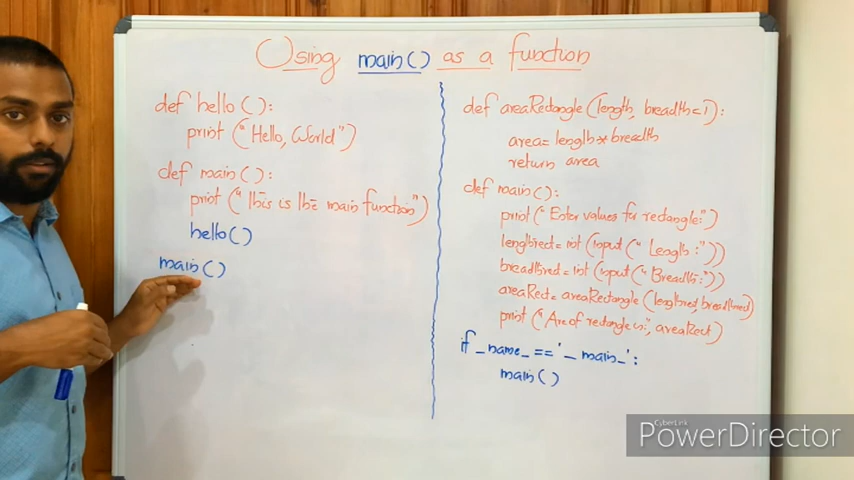 Using main() as a function
def hello():
print("Hello, World")
def main():
print("This is the main function")
hello()
main()
def areaRectangle(length, breadth=1):
area=length*breadth
return area
def main():
print("Enter values for rectangle:")
lengthrect=int(input("Length:"))
breadthrect=int(input("Breadth:"))
areaRect=areaRectangle(lengthrect,breadthrect)
print("Are of rectangle is:", areaRect)
if _name_=='_main_':
main()
CyberLink
PowerDirector